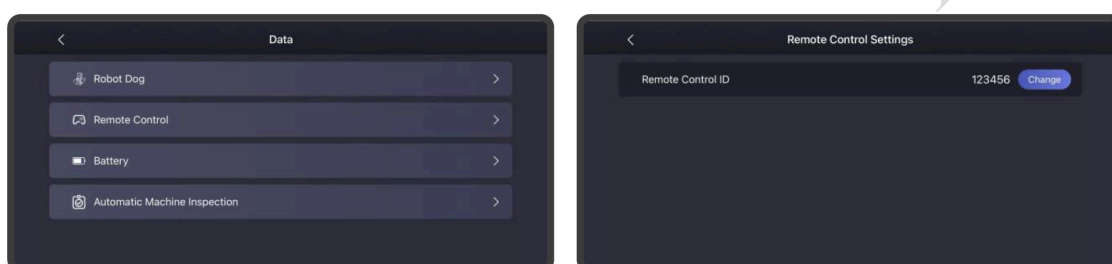 Data
Robot Dog
Remote Control
Battery
Automatic Machine Inspection
Remote Control Settings
Remote Control ID 123456 Change